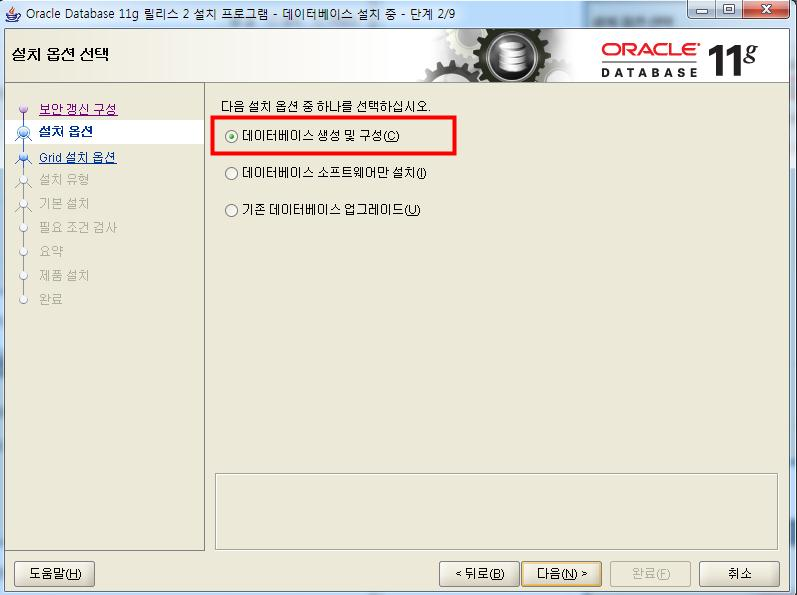 Oracle Database 11g 릴리스 2 설치 프로그램 - 데이터베이스 설치 중 - 단계 2/9
설치 옵션 선택
ORACLE 11g
DATABASE
보안 갱신 구성
설치 옵션
Grid 설치 옵션
설치 유형
기본 설치
필요 조건 검사
요약
제품 설치
완료
다음 설치 옵션 중 하나를 선택하십시오.
데이터베이스 생성 및 구성(C)
데이터베이스 소프트웨어만 설치(I)
기존 데이터베이스 업그레이드(U)
도움말(H)
< 뒤로(B)
다음(N) >
완료(F)
취소